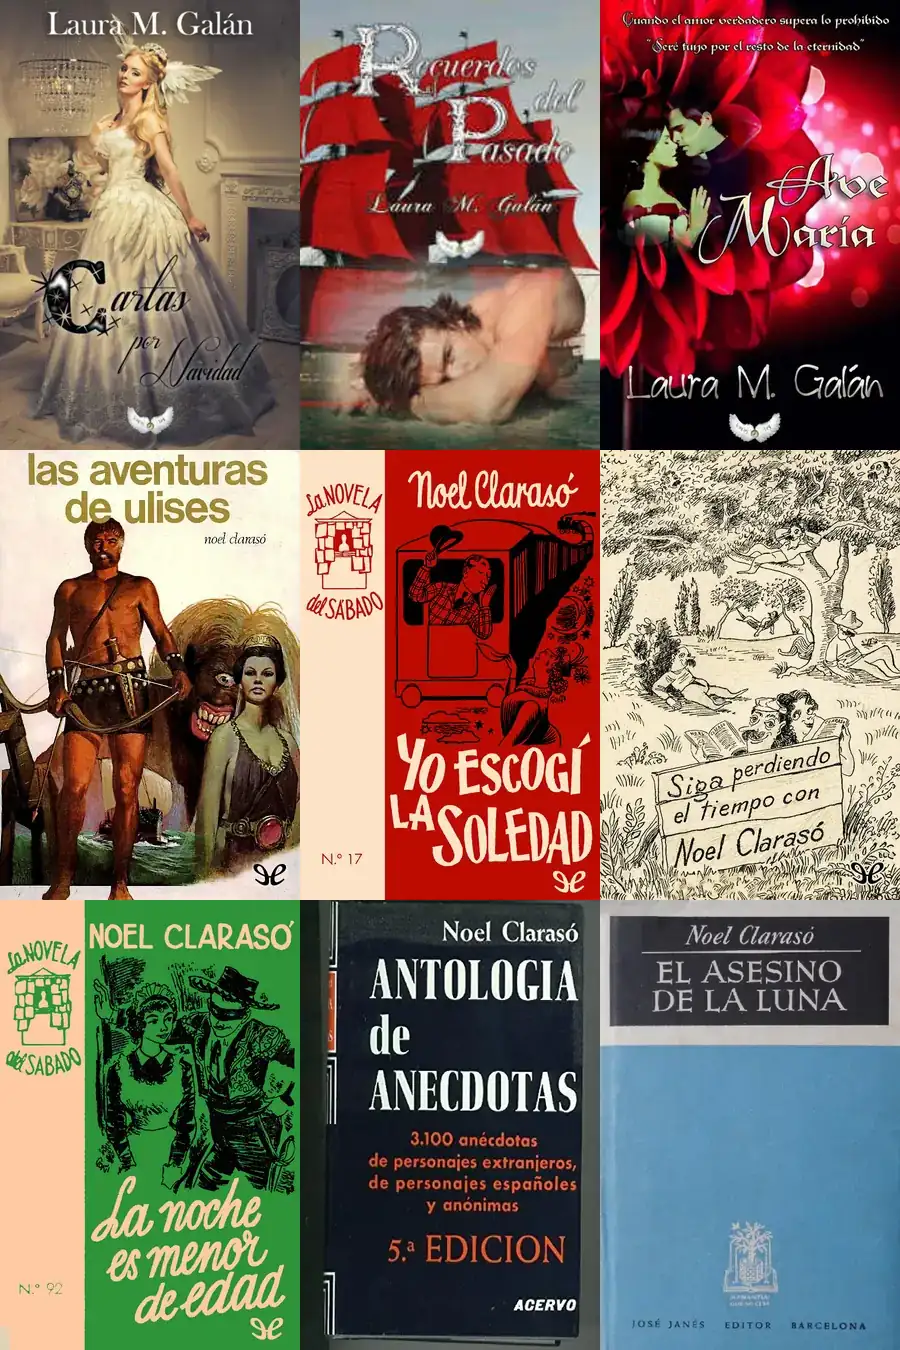 Laura M. Galán
Cartas
por
Navidad
Recuerdos
del
Pasado
Laura M. Galán
Cuando el amor verdadero supera lo prohibido
"Seré tuyo por el resto de la eternidad"
Ave
María
Laura M. Galán
las aventuras
de ulises
noel clarasó
La NOVELA
del SÁBADO
N.º 17
Noel Clarasó
YO ESCOGÍ
LA SOLEDAD
Siga perdiendo
el tiempo con
Noel Clarasó
La NOVELA
del SABADO
N.º 92
NOEL CLARASÓ
La noche
es menor
de edad
Noel Clarasó
ANTOLOGIA
de
ANECDOTAS
3.100 anécdotas
de personajes extranjeros,
de personajes españoles
y anónimas
5.ª EDICION
ACERVO
Noel Clarasó
EL ASESINO
DE LA LUNA
JOSÉ JANÉS EDITOR BARCELONA